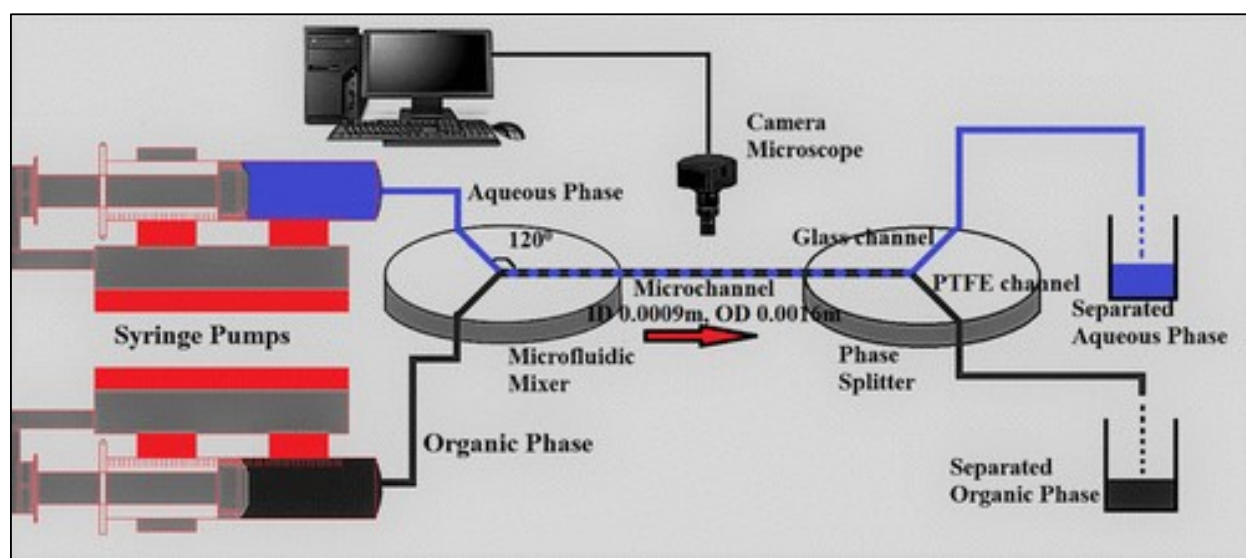 Camera
Microscope
Aqueous Phase
120⁰
Glass channel
PTFE channel
Microchannel
ID 0.0009m, OD 0.0016m
Separated
Aqueous Phase
Syringe Pumps
Microfluidic
Mixer
Phase
Splitter
Organic Phase
Separated
Organic Phase